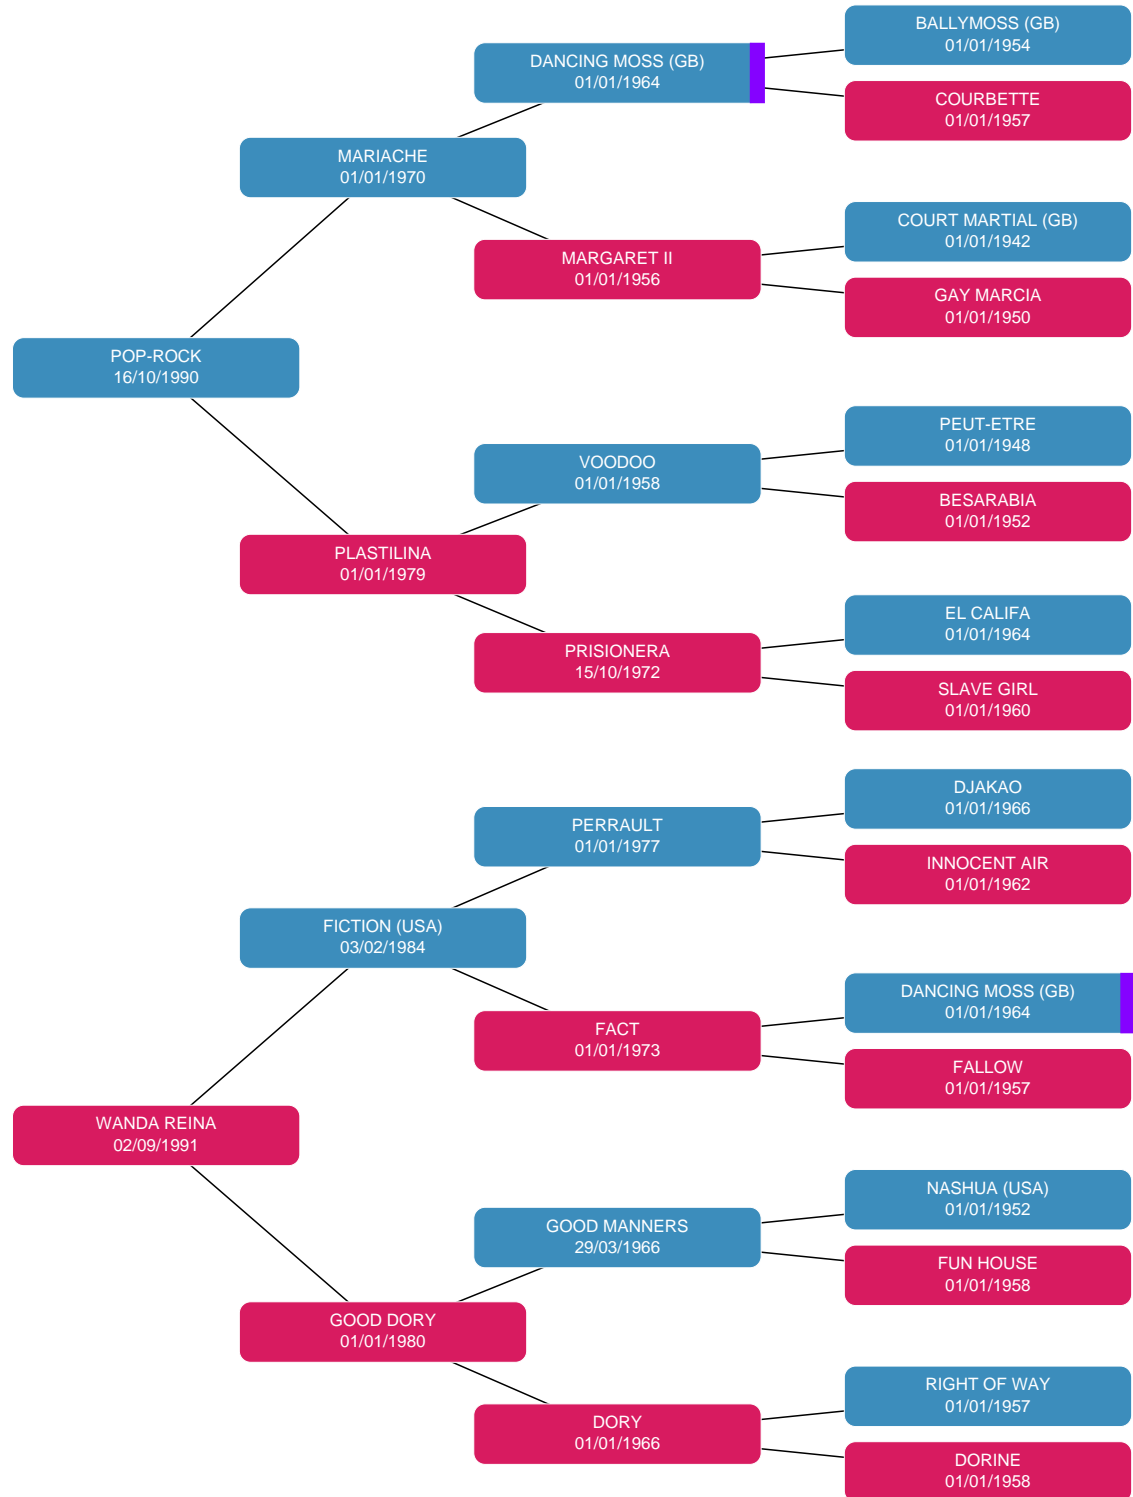 BALLYMOSS (GB)
01/01/1954
DANCING MOSS (GB)
01/01/1964
COURBETTE
01/01/1957
MARIACHE
01/01/1970
COURT MARTIAL (GB)
01/01/1942
MARGARET II
01/01/1956
GAY MARCIA
01/01/1950
POP-ROCK
16/10/1990
PEUT-ETRE
01/01/1948
VOODOO
01/01/1958
BESARABIA
01/01/1952
PLASTILINA
01/01/1979
EL CALIFA
01/01/1964
PRISIONERA
15/10/1972
SLAVE GIRL
01/01/1960
DJAKAO
01/01/1966
PERRAULT
01/01/1977
INNOCENT AIR
01/01/1962
FICTION (USA)
03/02/1984
DANCING MOSS (GB)
01/01/1964
FACT
01/01/1973
FALLOW
01/01/1957
WANDA REINA
02/09/1991
NASHUA (USA)
01/01/1952
GOOD MANNERS
29/03/1966
FUN HOUSE
01/01/1958
GOOD DORY
01/01/1980
RIGHT OF WAY
01/01/1957
DORY
01/01/1966
DORINE
01/01/1958